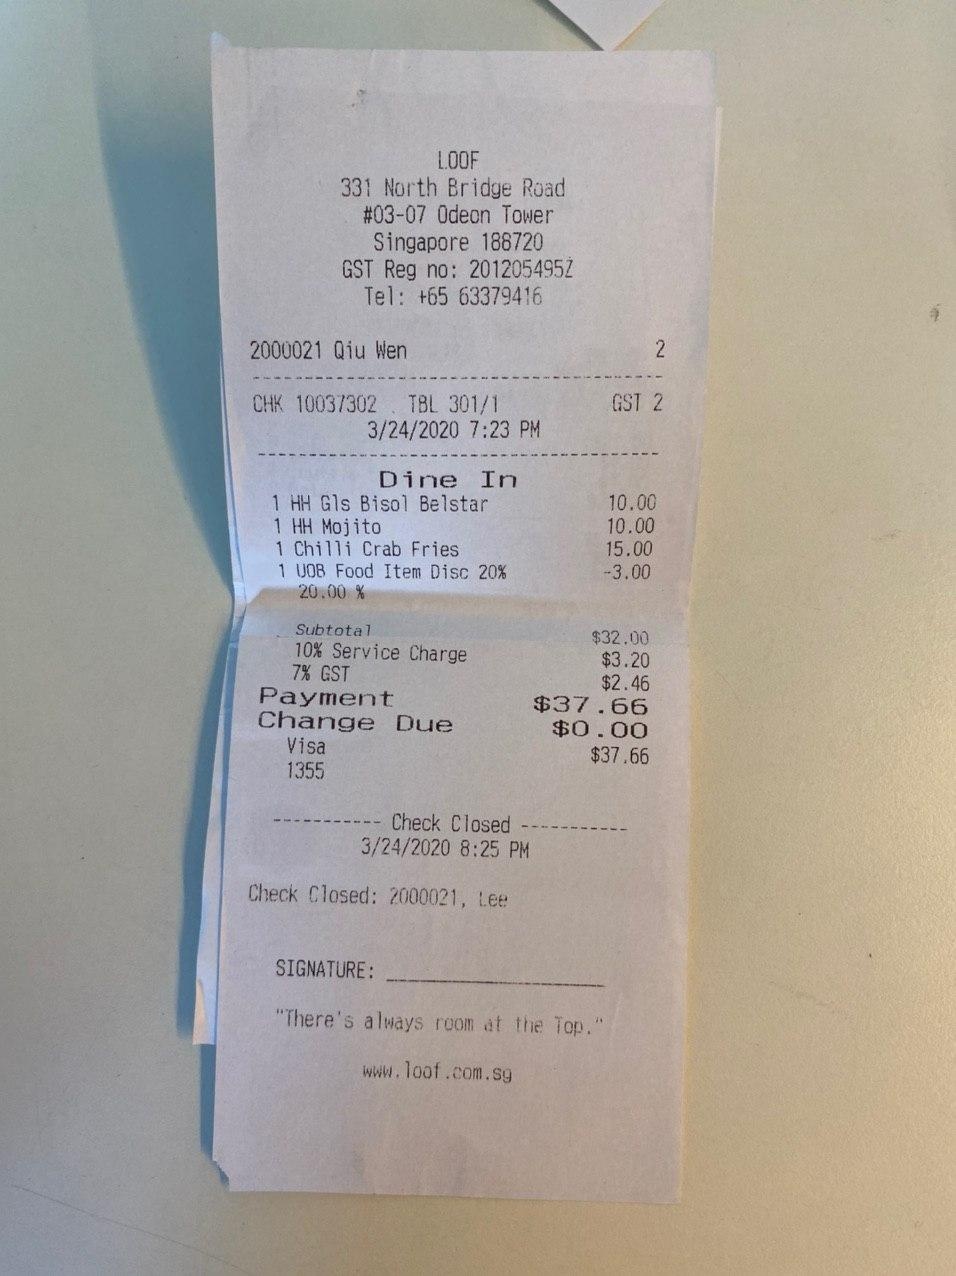 LOOF
331 North Bridge Road
#03-07 Odeon Tower
Singapore 188720
GST Reg no: 201205495Z
Tel: +65 63379416
2000021 Qiu Wen 2
CHK 10037302 TBL 301/1 GST 2
3/24/2020 7:23 PM
Dine In
1 HH Gls Bisol Belstar 10.00
1 HH Mojito 10.00
1 Chilli Crab Fries 15.00
1 UOB Food Item Disc 20% -3.00
20.00 %
Subtotal $32.00
10% Service Charge $3.20
7% GST $2.46
Payment $37.66
Change Due $0.00
Visa $37.66
1355
----------- Check Closed -----------
3/24/2020 8:25 PM
Check Closed: 2000021, Lee
SIGNATURE: ____________________
"There's always room at the Top."
www.loof.com.sg